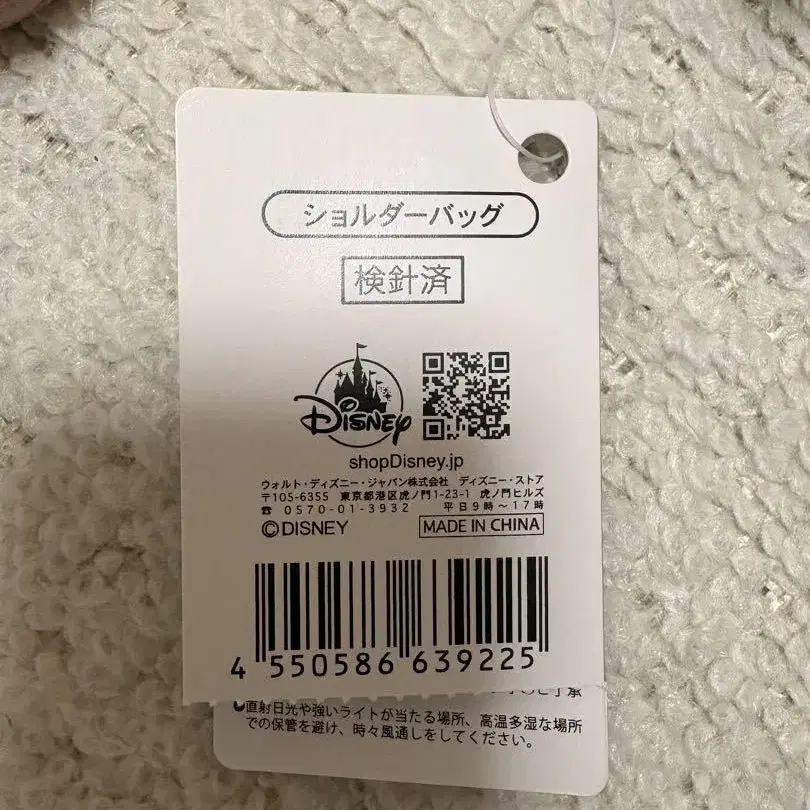 ショルダーバッグ
検針済
Disney
shopDisney.jp
ウォルト・ディズニー・ジャパン株式会社 ディズニー・ストア
〒105-6355 東京都港区虎ノ門1-23-1 虎ノ門ヒルズ
☎ 0570-01-3932 平日9時～17時
©DISNEY MADE IN CHINA
4 550586 639225
直射日光や強いライトが当たる場所、高温多湿な場所
での保管を避け、時々風通しをしてください。